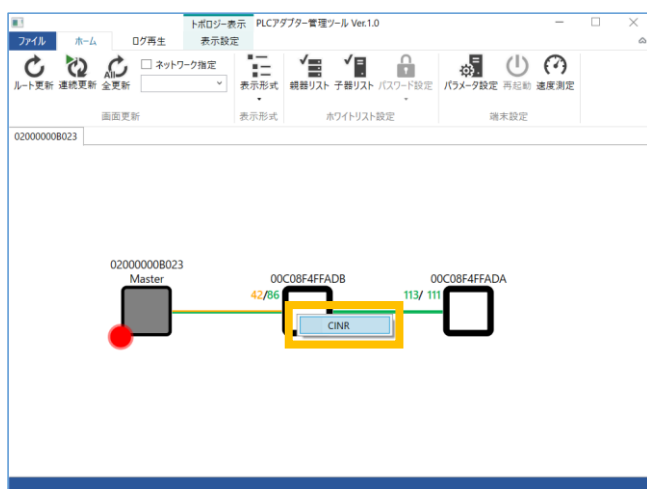 トポロジー表示 PLCアダプター管理ツール Ver.1.0
ファイル ホーム ログ再生 表示設定
ルート更新 連続更新 All 全更新 ネットワーク指定 表示形式 親器リスト 子器リスト パスワード設定 パラメータ設定 再起動 速度測定
画面更新 表示形式 ホワイトリスト設定 端末設定
02000000B023
02000000B023
Master
00C08F4FFADB
00C08F4FFADA
42/86
113/ 111
CINR